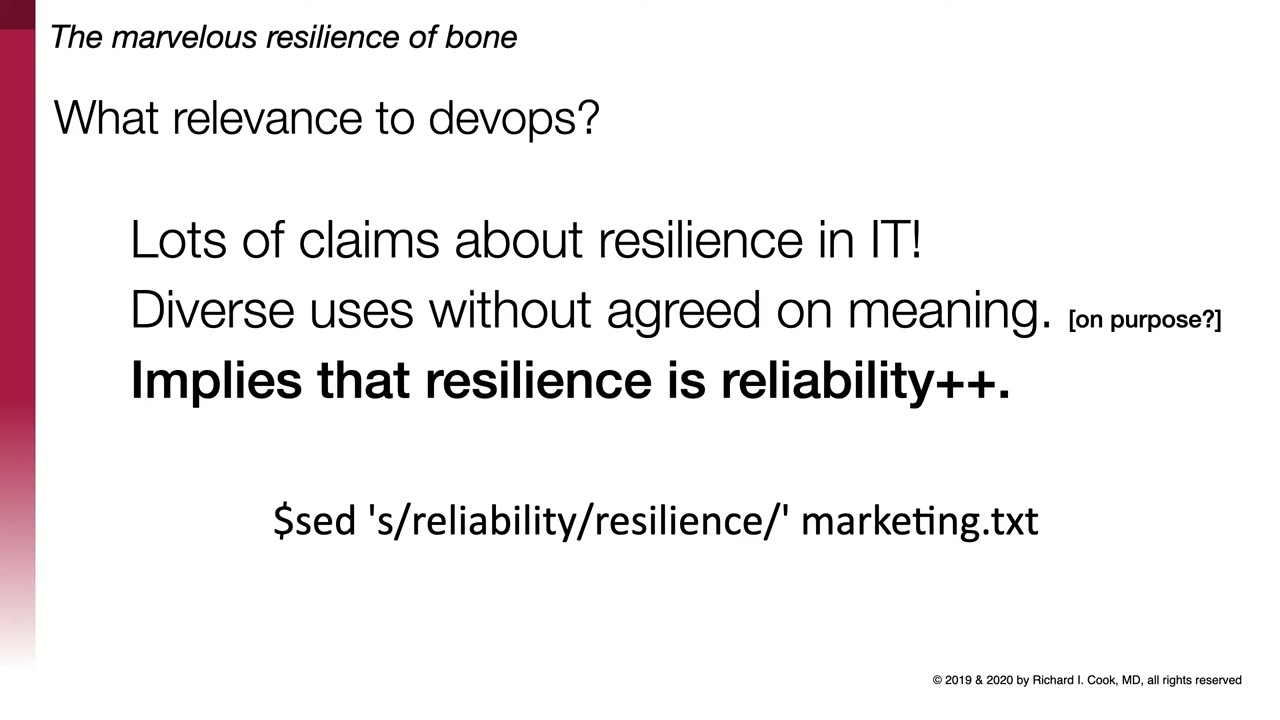 The marvelous resilience of bone
What relevance to devops?
Lots of claims about resilience in IT!
Diverse uses without agreed on meaning. [on purpose?]
Implies that resilience is reliability++.
$sed 's/reliability/resilience/' marketing.txt
© 2019 & 2020 by Richard I. Cook, MD, all rights reserved